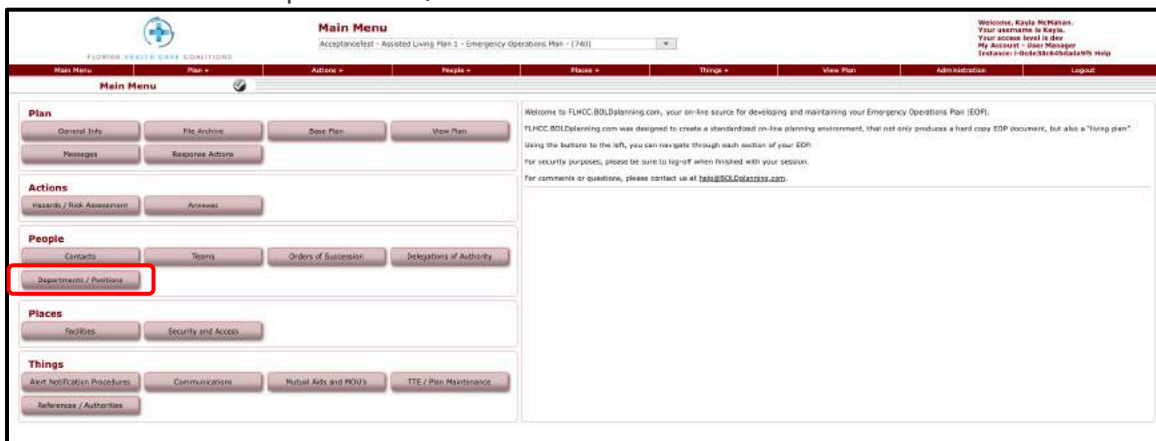 Main Menu
AcceptanceTest - Assisted Living Plan 1 - Emergency Operations Plan - (740)
Welcome, Kayla McMahan.
Your username is Kayla.
Your access level is dev
My Account - User Manager
Help
FLORIDA HEALTH CARE COALITIONS
Main Menu Plan Actions People Places Things View Plan Administration Logout
Main Menu
Plan
General Info File Archive Base Plan View Plan
Messages Response Actions
Actions
Hazards / Risk Assessment Annexes
People
Contacts Teams Orders of Succession Delegations of Authority
Departments / Positions
Places
Facilities Security and Access
Things
Alert Notification Procedures Communications Mutual Aids and MOU's TTE / Plan Maintenance
References / Authorities
Welcome to FLHCC.BOLDplanning.com, your on-line source for developing and maintaining your Emergency Operations Plan (EOP).
FLHCC.BOLDplanning.com was designed to create a standardized on-line planning environment, that not only produces a hard copy EOP document, but also a "living plan".
Using the buttons to the left, you can navigate through each section of your EOP.
For security purposes, please be sure to log-off when finished with your session.
For comments or questions, please contact us at help@BOLDplanning.com.